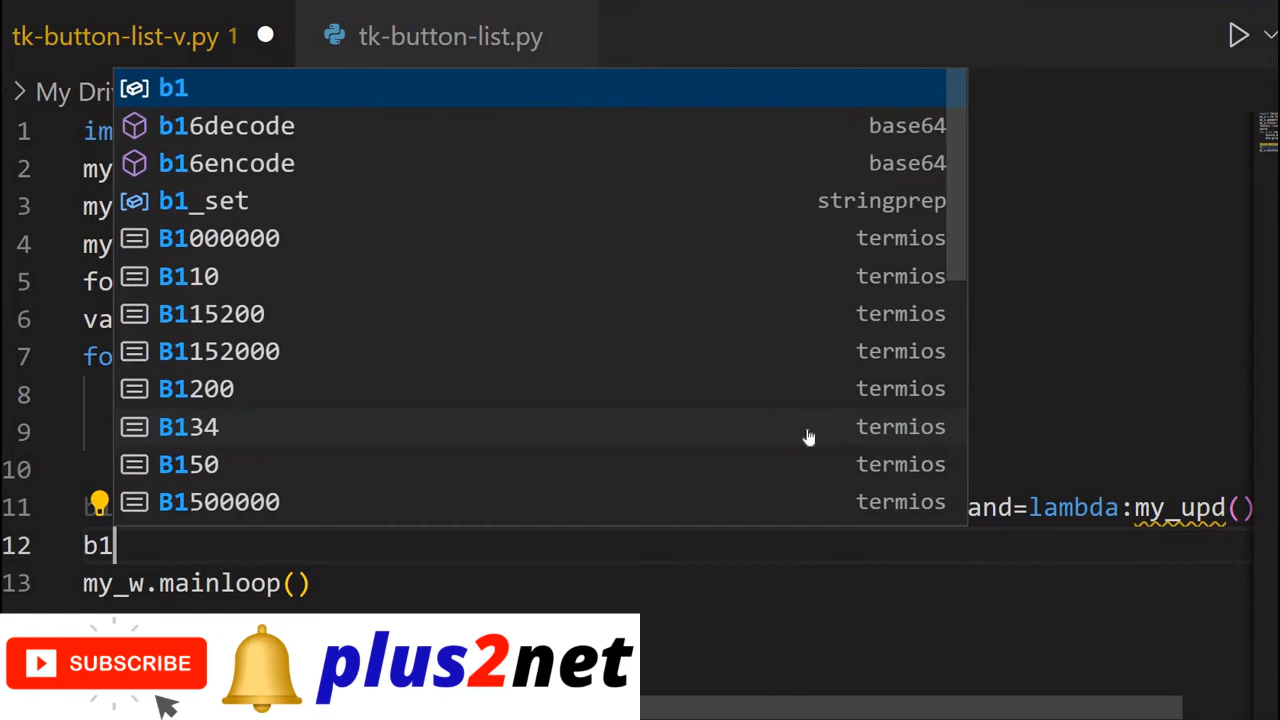 tk-button-list-v.py 1 tk-button-list.py
> My Dri
1 im
2 my
3 my
4 my
5 fo
6 va
7 fo
8
9
10
b1
b16decode base64
b16encode base64
b1_set stringprep
B1000000 termios
B110 termios
B115200 termios
B1152000 termios
B1200 termios
B134 termios
B150 termios
B1500000 termios
11 and=lambda:my_upd()
12 b1
13 my_w.mainloop()
SUBSCRIBE plus2net